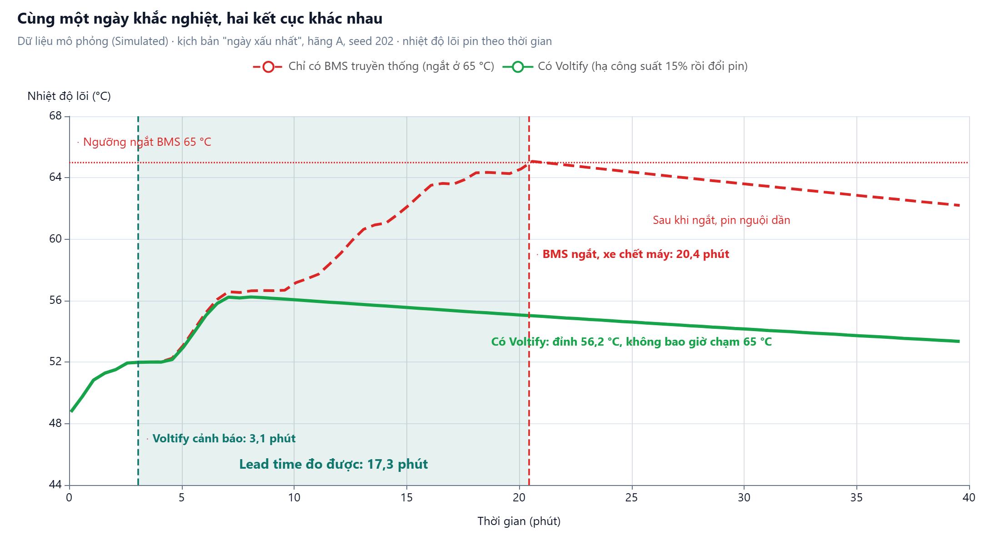 Cùng một ngày khắc nghiệt, hai kết cục khác nhau
Dữ liệu mô phỏng (Simulated) · kịch bản "ngày xấu nhất", hãng A, seed 202 · nhiệt độ lõi pin theo thời gian
Chỉ có BMS truyền thống (ngắt ở 65 °C)
Có Voltify (hạ công suất 15% rồi đổi pin)
Nhiệt độ lõi (°C)
68
· Ngưỡng ngắt BMS 65 °C
64
Sau khi ngắt, pin nguội dần
60
· BMS ngắt, xe chết máy: 20,4 phút
56
Có Voltify: đỉnh 56,2 °C, không bao giờ chạm 65 °C
52
48
· Voltify cảnh báo: 3,1 phút
Lead time đo được: 17,3 phút
44
0 5 10 15 20 25 30 35 40
Thời gian (phút)